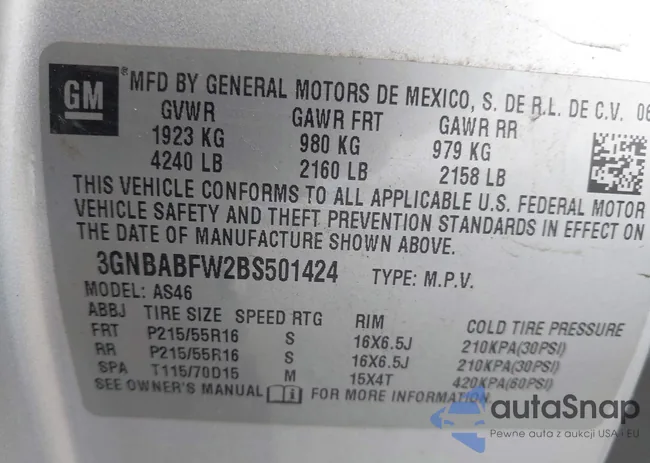 GM
® MFD BY GENERAL MOTORS DE MEXICO, S. DE R.L. DE C.V. 06
GVWR GAWR FRT GAWR RR
1923 KG 980 KG 979 KG
4240 LB 2160 LB 2158 LB
THIS VEHICLE CONFORMS TO ALL APPLICABLE U.S. FEDERAL MOTOR
VEHICLE SAFETY AND THEFT PREVENTION STANDARDS IN EFFECT ON
THE DATE OF MANUFACTURE SHOWN ABOVE.
3GNBABFW2BS501424 TYPE: M.P.V.
MODEL: AS46
ABBJ TIRE SIZE SPEED RTG RIM COLD TIRE PRESSURE
FRT P215/55R16 S 16X6.5J 210KPA(30PSI)
RR P215/55R16 S 16X6.5J 210KPA(30PSI)
SPA T115/70D15 M 15X4T 420KPA(60PSI)
SEE OWNER'S MANUAL i FOR MORE INFORMATION
autaSnap
Pewne auta z aukcji USA • EU